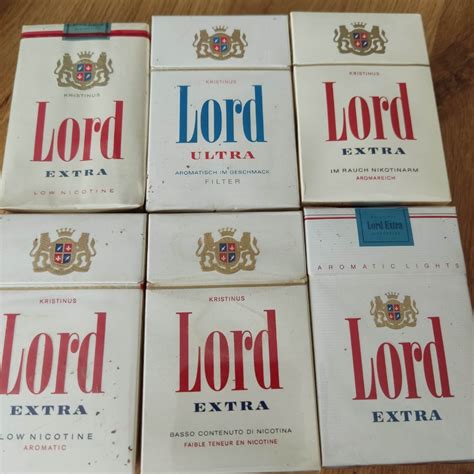 KRISTINUS
Lord
EXTRA
LOW NICOTINE
KRISTINUS
Lord
ULTRA
AROMATISCH IM GESCHMACK
FILTER
KRISTINUS
Lord
EXTRA
IM RAUCH NIKOTINARM
AROMAREICH
KRISTINUS
Lord
EXTRA
LOW NICOTINE
AROMATIC
KRISTINUS
Lord
EXTRA
BASSO CONTENUTO DI NICOTINA
FAIBLE TENEUR EN NICOTINE
Lord Extra
AROMATIC LIGHTS
Lord
EXTRA